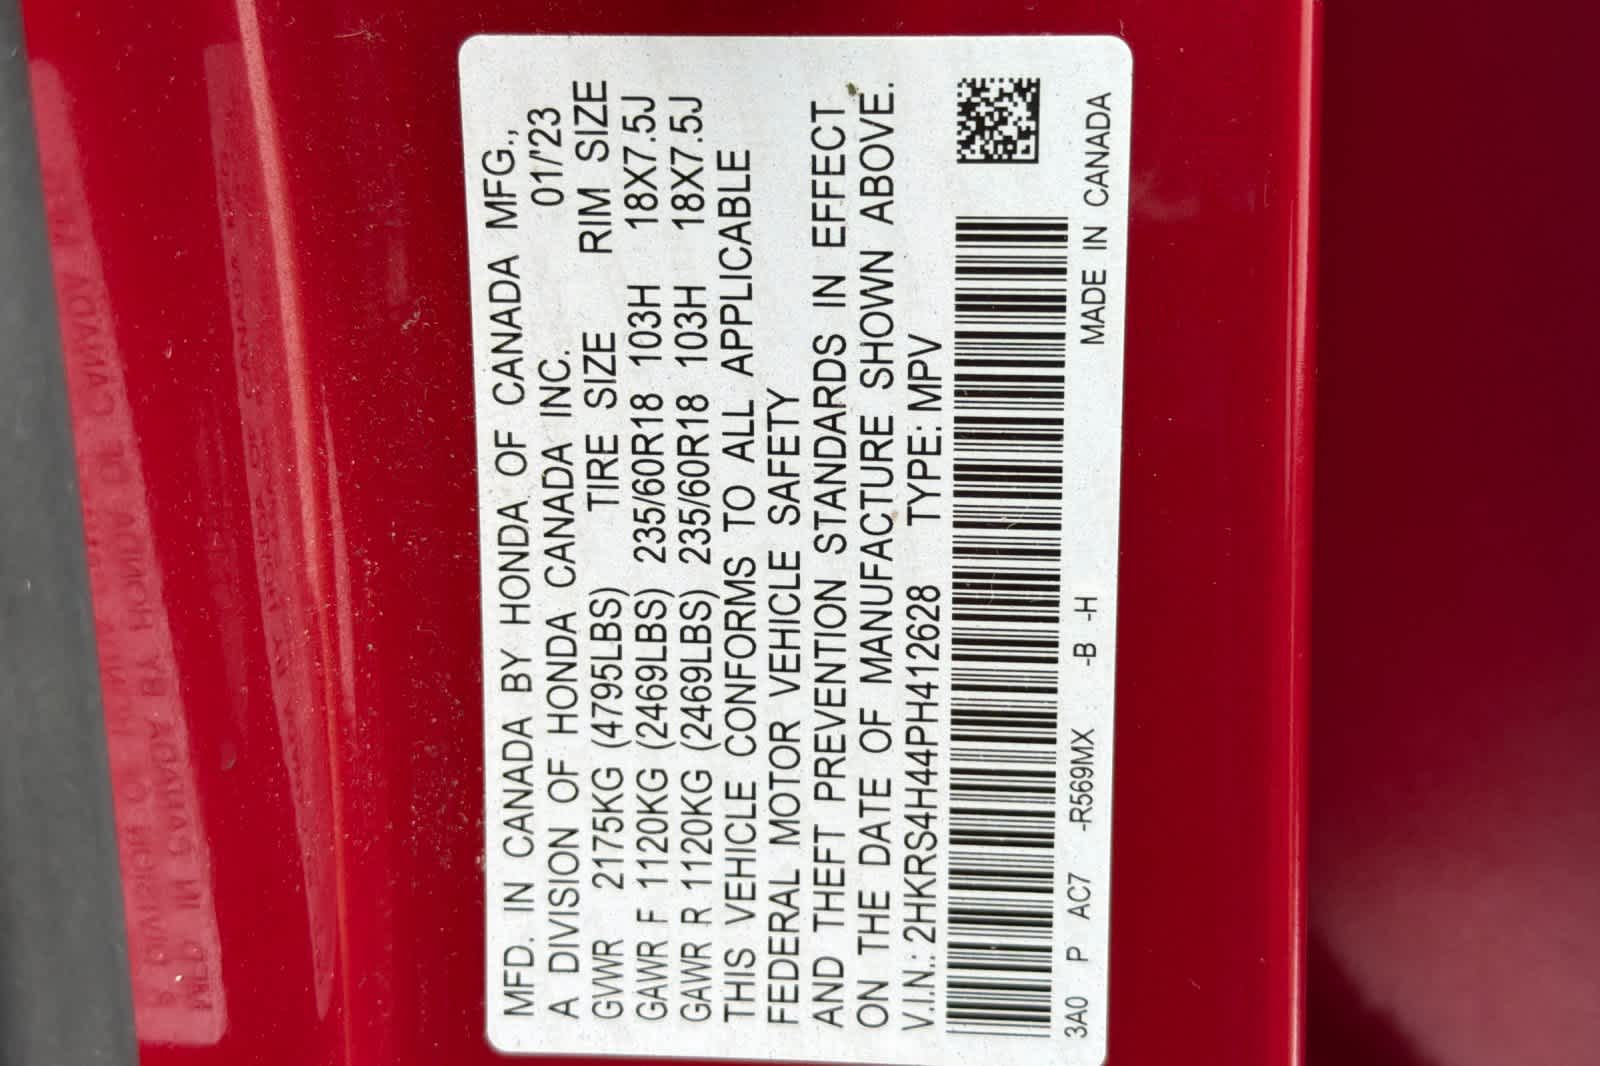 MFD. IN CANADA BY HONDA OF CANADA MFG.,
A DIVISION OF HONDA CANADA INC. 01/'23
GVWR 2175KG (4795LBS) TIRE SIZE RIM SIZE
GAWR F 1120KG (2469LBS) 235/60R18 103H 18X7.5J
GAWR R 1120KG (2469LBS) 235/60R18 103H 18X7.5J
THIS VEHICLE CONFORMS TO ALL APPLICABLE
FEDERAL MOTOR VEHICLE SAFETY
AND THEFT PREVENTION STANDARDS IN EFFECT
ON THE DATE OF MANUFACTURE SHOWN ABOVE.
V.I.N.: 2HKRS4H44PH412628 TYPE: MPV
3A0 P AC7 -R569MX -B -H MADE IN CANADA